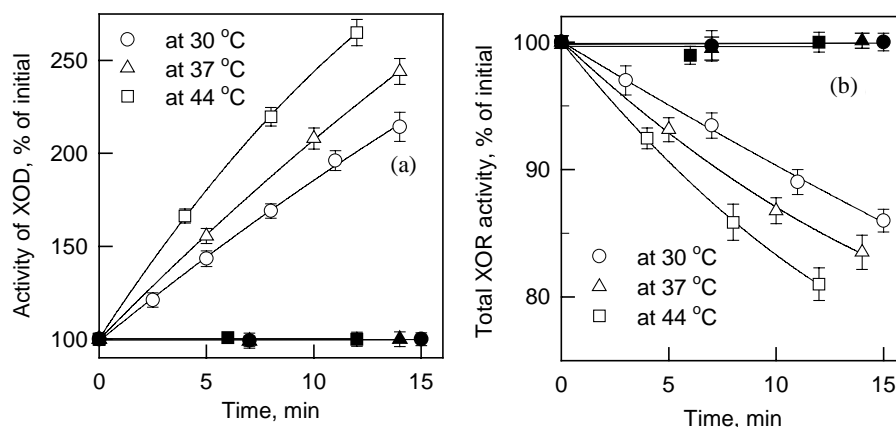 Activity of XOD, % of initial
250
200
150
100
0
5
10
15
Time, min
at 30 °C
at 37 °C
at 44 °C
(a)
Total XOR activity, % of initial
100
90
80
0
5
10
15
Time, min
at 30 °C
at 37 °C
at 44 °C
(b)